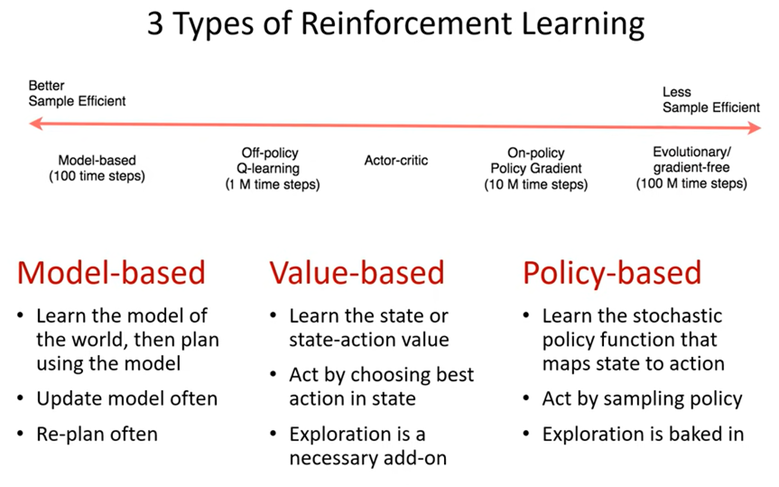 3 Types of Reinforcement Learning
Better
Sample Efficient
Less
Sample Efficient
Model-based
(100 time steps)
Off-policy
Q-learning
(1 M time steps)
Actor-critic
On-policy
Policy Gradient
(10 M time steps)
Evolutionary/
gradient-free
(100 M time steps)
Model-based
• Learn the model of
the world, then plan
using the model
• Update model often
• Re-plan often
Value-based
• Learn the state or
state-action value
• Act by choosing best
action in state
• Exploration is a
necessary add-on
Policy-based
• Learn the stochastic
policy function that
maps state to action
• Act by sampling policy
• Exploration is baked in